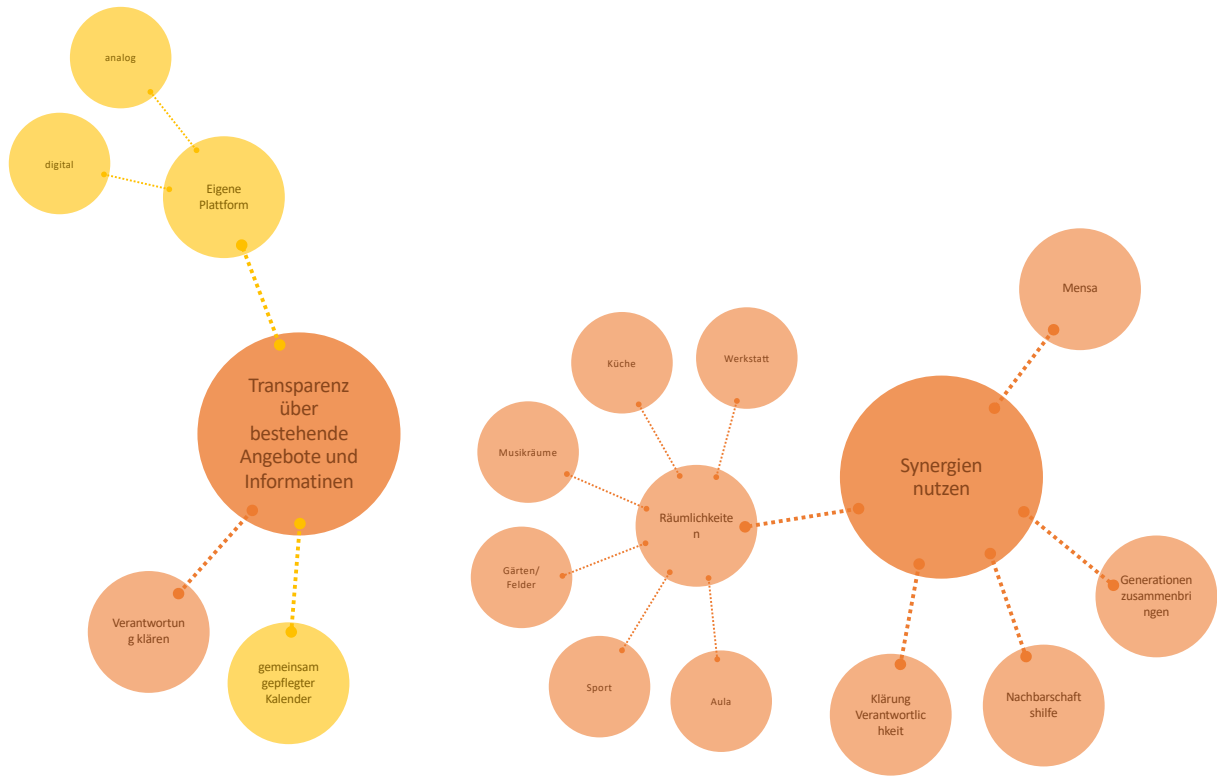 analog
digital
Eigene
Plattform
Transparenz
über
bestehende
Angebote und
Informatinen
Verantwortun
g klären
gemeinsam
gepflegter
Kalender
Küche
Werkstatt
Musikräume
Räumlichkeite
n
Gärten/
Felder
Sport
Aula
Mensa
Synergien
nutzen
Generationen
zusammenbri
ngen
Klärung
Verantwortlic
hkeit
Nachbarschaft
shilfe